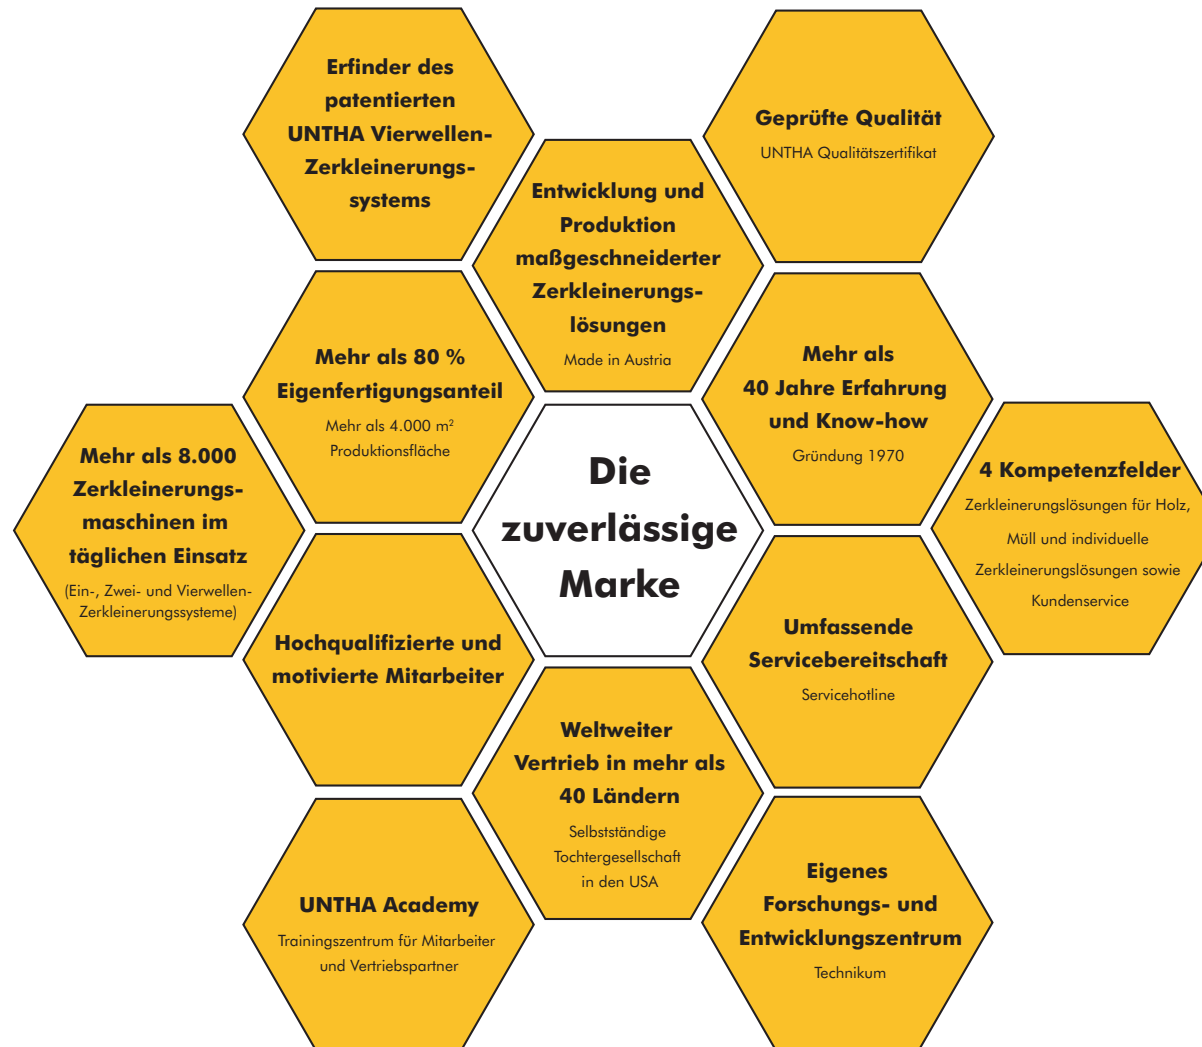 Erfinder des
patentierten
UNTHA Vierwellen-
Zerkleinerungs-
systems
Geprüfte Qualität
UNTHA Qualitätszertifikat
Entwicklung und
Produktion
maßgeschneiderter
Zerkleinerungs-
lösungen
Made in Austria
Mehr als 80 %
Eigenfertigungsanteil
Mehr als 4.000 m²
Produktionsfläche
Mehr als
40 Jahre Erfahrung
und Know-how
Gründung 1970
Mehr als 8.000
Zerkleinerungs-
maschinen im
täglichen Einsatz
(Ein-, Zwei- und Vierwellen-
Zerkleinerungssysteme)
Die
zuverlässige
Marke
4 Kompetenzfelder
Zerkleinerungslösungen für Holz,
Müll und individuelle
Zerkleinerungslösungen sowie
Kundenservice
Hochqualifizierte und
motivierte Mitarbeiter
Umfassende
Servicebereitschaft
Servicehotline
Weltweiter
Vertrieb in mehr als
40 Ländern
Selbstständige
Tochtergesellschaft
in den USA
UNTHA Academy
Trainingszentrum für Mitarbeiter
und Vertriebspartner
Eigenes
Forschungs- und
Entwicklungszentrum
Technikum